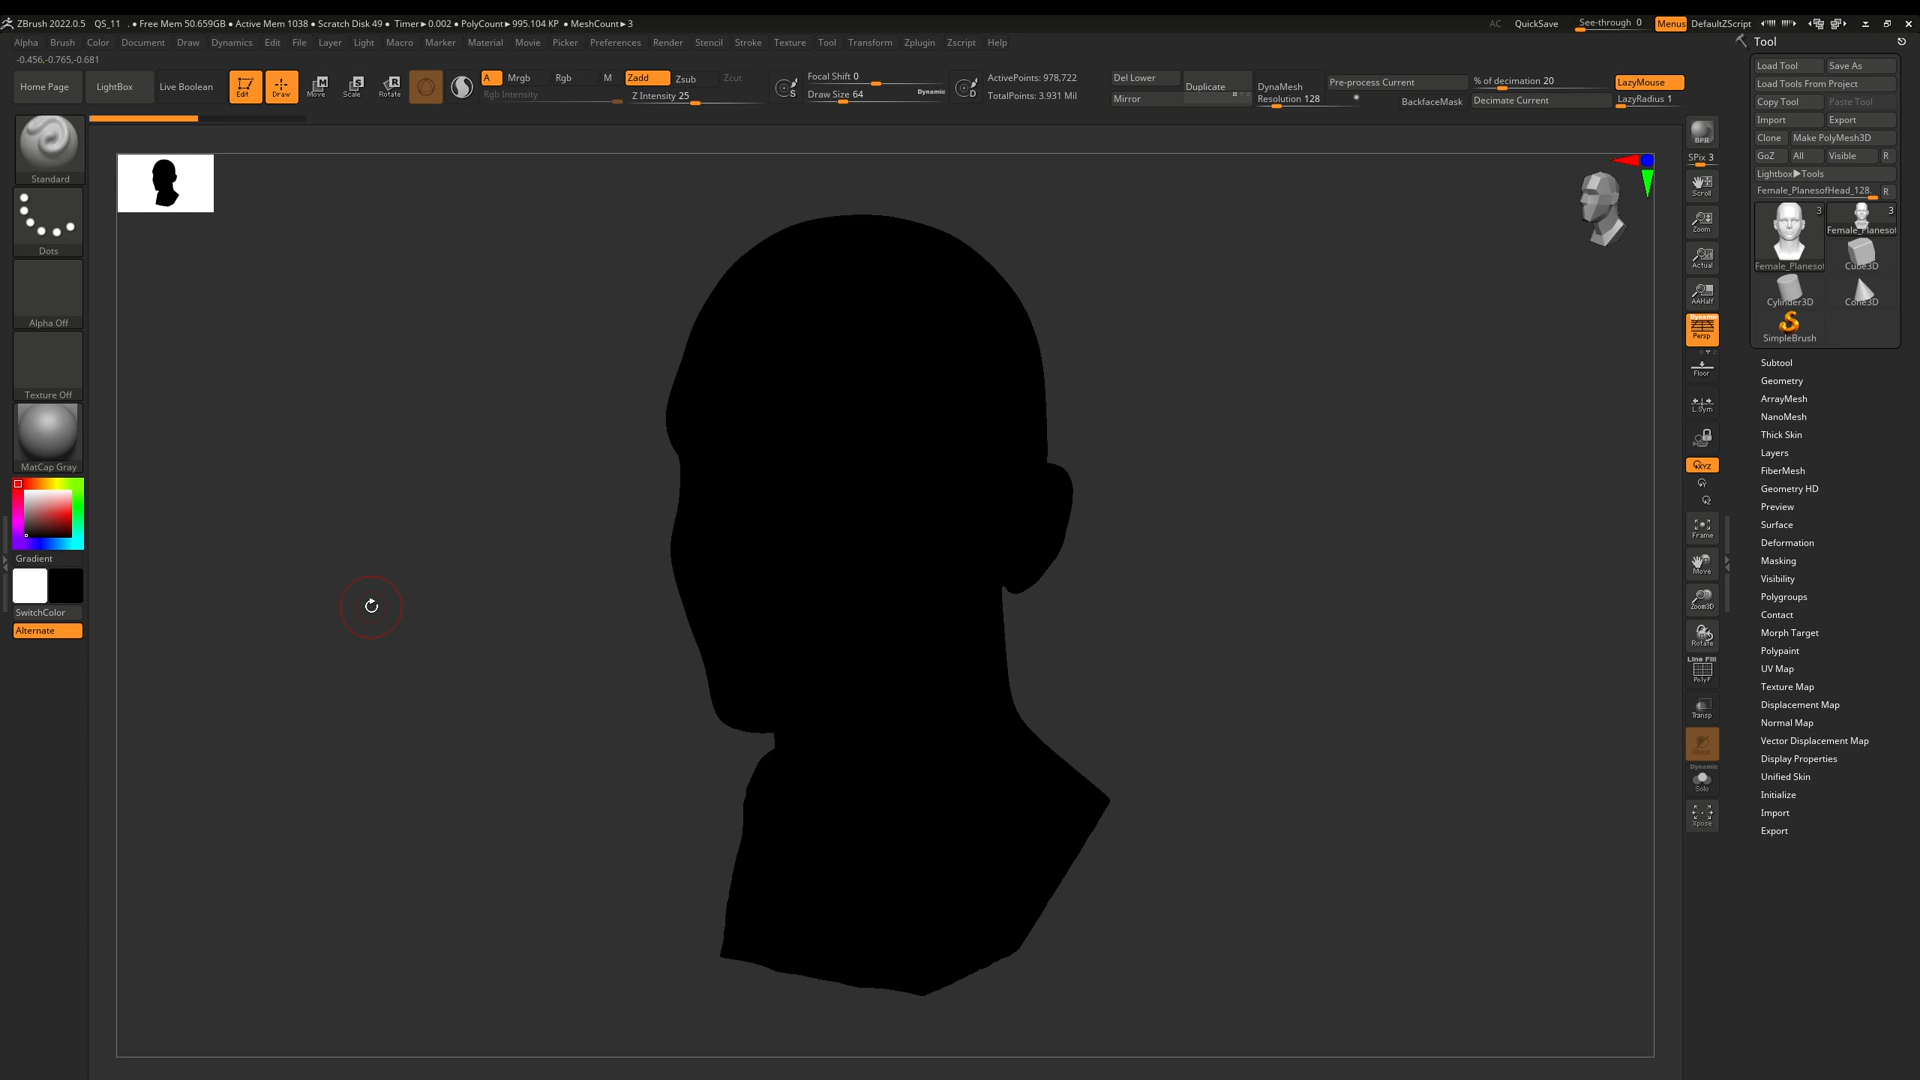 ZBrush 2022.0.5 QS_11 • Free Mem 50.659GB • Active Mem 1038 • Scratch Disk 49 • Timer▶0.002 • PolyCount▶995.104 KP • MeshCount▶3 AC QuickSave See-through 0 Menus DefaultZScript
Alpha Brush Color Document Draw Dynamics Edit File Layer Light Macro Marker Material Movie Picker Preferences Render Stencil Stroke Texture Tool Transform Zplugin Zscript Help
-0.456,-0.765,-0.681
Home Page LightBox Live Boolean Edit Draw Move Scale Rotate
A Mrgb Rgb M Zadd Zsub Zcut
Rgb Intensity Z Intensity 25
Focal Shift 0
Draw Size 64 Dynamic
ActivePoints: 978,722
TotalPoints: 3.931 Mil
Del Lower
Mirror
Duplicate
DynaMesh
Resolution 128
Pre-process Current
BackfaceMask
% of decimation 20
Decimate Current
LazyMouse
LazyRadius 1
Standard
Dots
Alpha Off
Texture Off
MatCap Gray
Gradient
SwitchColor
Alternate
BPR
SPix 3
Scroll
Zoom
Actual
AAHalf
Dynamic
Persp
Floor
L.Sym
XYZ
Frame
Move
Zoom3D
Rotate
Line Fill
PolyF
Transp
Ghost
Dynamic
Solo
Xpose
Tool
Load Tool Save As
Load Tools From Project
Copy Tool Paste Tool
Import Export
Clone Make PolyMesh3D
GoZ All Visible R
Lightbox▶Tools
Female_PlanesofHead_128. R
3 3
Female_Planesof
Female_Planesof Cube3D
Cylinder3D Cone3D
SimpleBrush
Subtool
Geometry
ArrayMesh
NanoMesh
Thick Skin
Layers
FiberMesh
Geometry HD
Preview
Surface
Deformation
Masking
Visibility
Polygroups
Contact
Morph Target
Polypaint
UV Map
Texture Map
Displacement Map
Normal Map
Vector Displacement Map
Display Properties
Unified Skin
Initialize
Import
Export